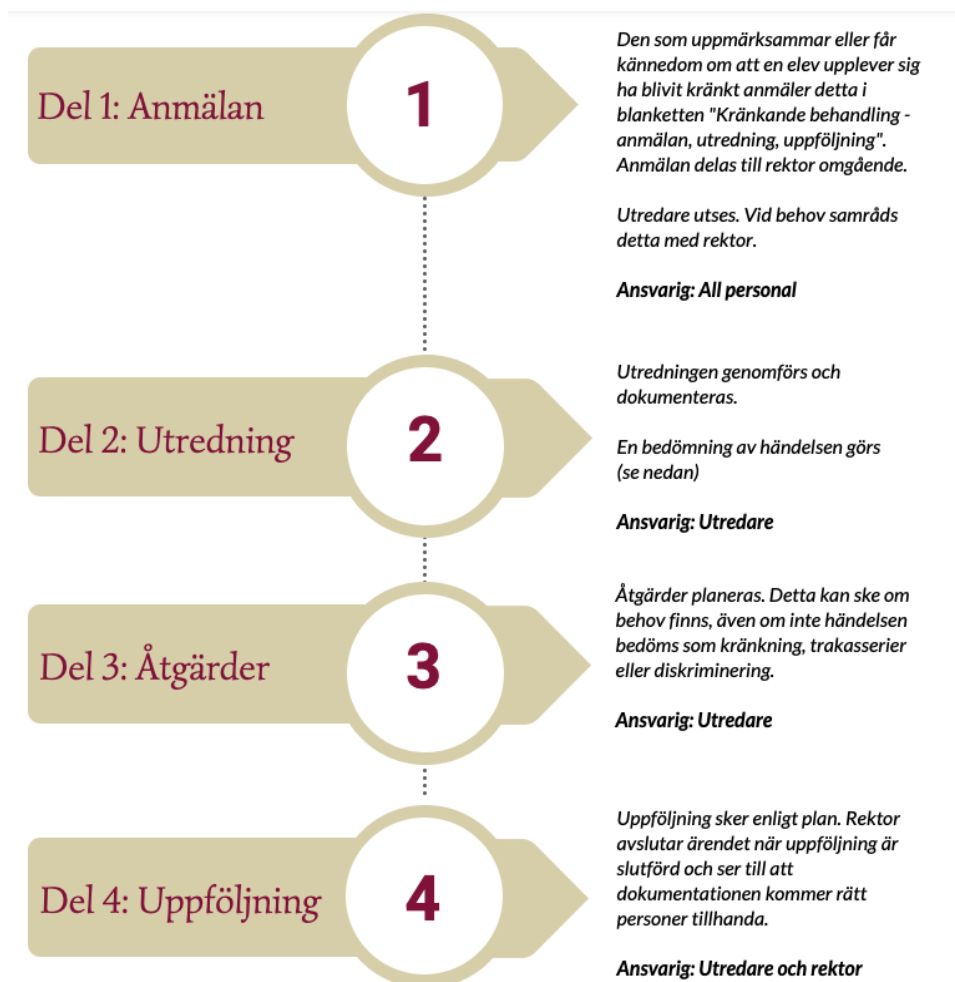 Del 1: Anmälan
1
Den som uppmärksammar eller får
kännedom om att en elev upplever sig
ha blivit kränkt anmäler detta i
blanketten "Kränkande behandling -
anmälan, utredning, uppföljning".
Anmälan delas till rektor omgående.
Utredare utses. Vid behov samråds
detta med rektor.
Ansvarig: All personal
Del 2: Utredning
2
Utredningen genomförs och
dokumenteras.
En bedömning av händelsen görs
(se nedan)
Ansvarig: Utredare
Del 3: Åtgärder
3
Åtgärder planeras. Detta kan ske om
behov finns, även om inte händelsen
bedöms som kränkning, trakasserier
eller diskriminering.
Ansvarig: Utredare
Del 4: Uppföljning
4
Uppföljning sker enligt plan. Rektor
avslutar ärendet när uppföljning är
slutförd och ser till att
dokumentationen kommer rätt
personer tillhanda.
Ansvarig: Utredare och rektor